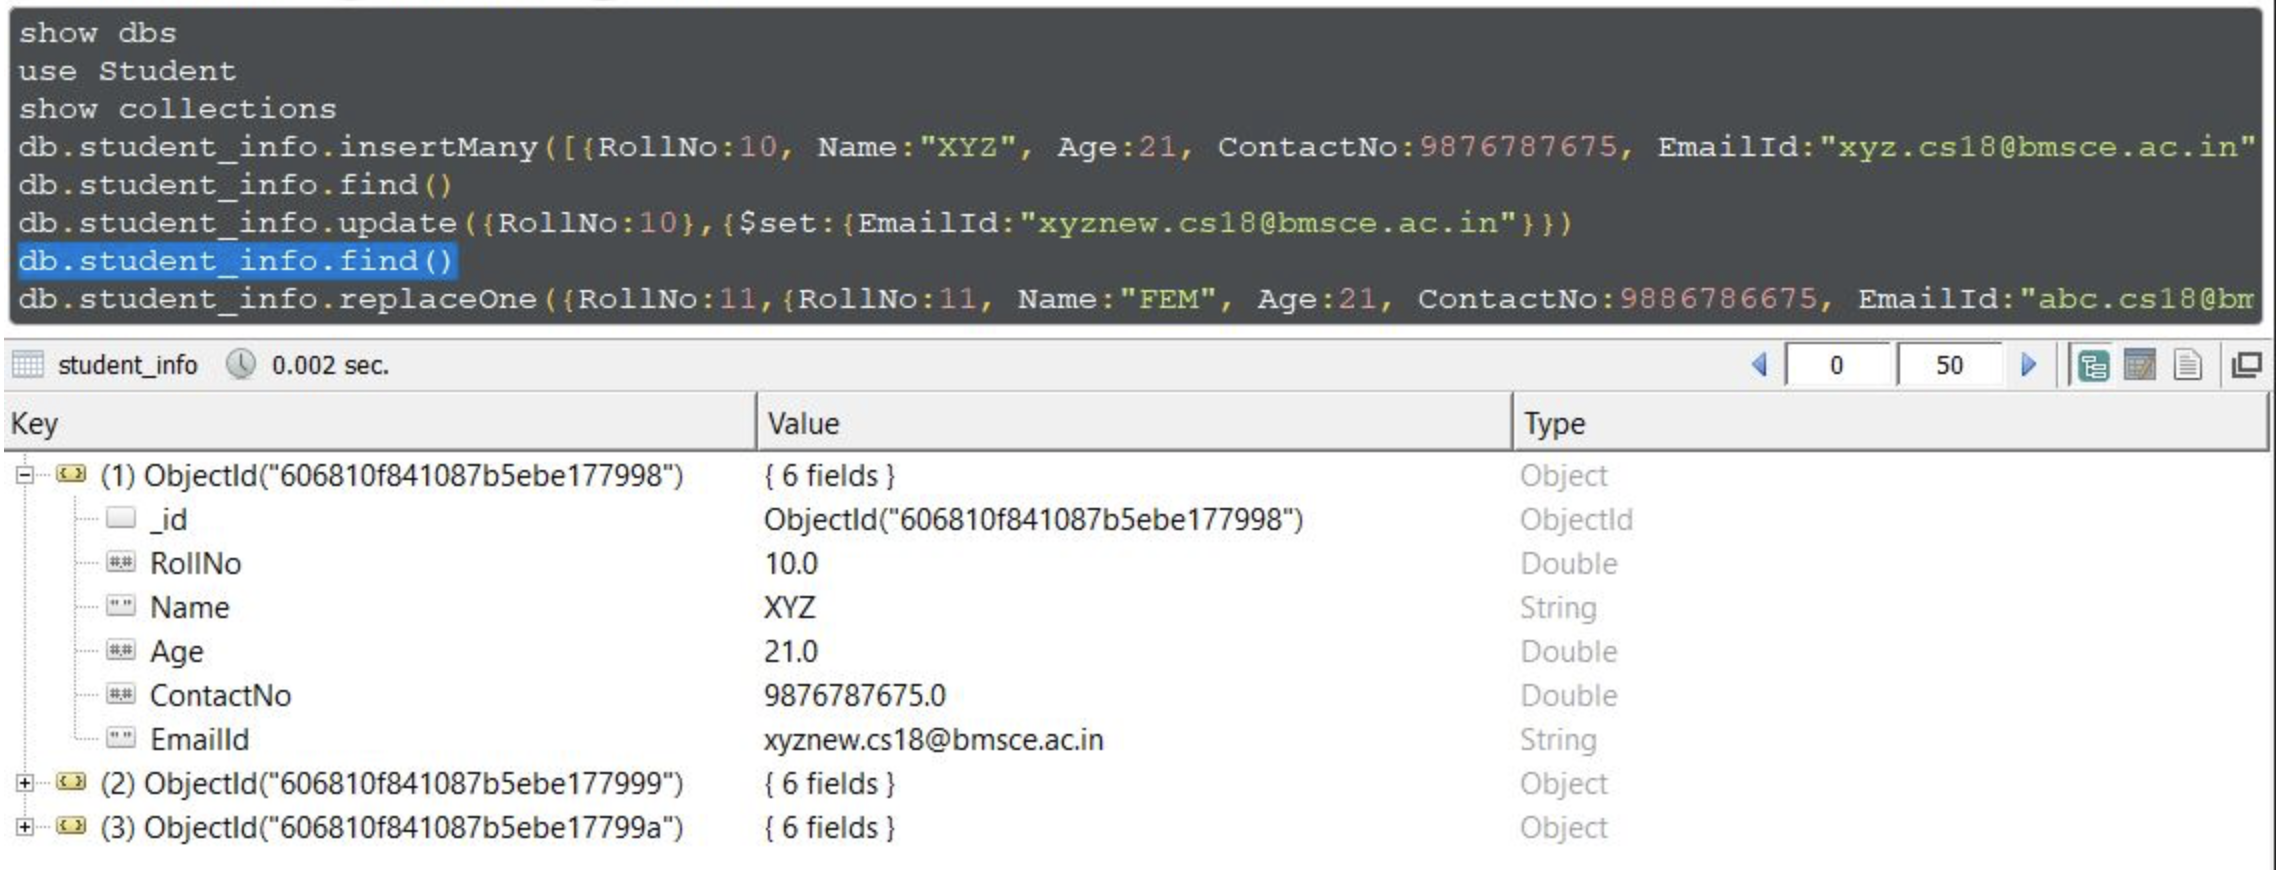 show dbs
use Student
show collections
db.student_info.insertMany([{RollNo:10, Name:"XYZ", Age:21, ContactNo:9876787675, EmailId:"xyz.cs18@bmsce.ac.in"
db.student_info.find()
db.student_info.update({RollNo:10},{$set:{EmailId:"xyznew.cs18@bmsce.ac.in"}})
db.student_info.find()
db.student_info.replaceOne({RollNo:11,{RollNo:11, Name:"FEM", Age:21, ContactNo:9886786675, EmailId:"abc.cs18@bm
student_info 0.002 sec. 0 50
Key Value Type
(1) ObjectId("606810f841087b5ebe177998") { 6 fields } Object
_id ObjectId("606810f841087b5ebe177998") ObjectId
RollNo 10.0 Double
Name XYZ String
Age 21.0 Double
ContactNo 9876787675.0 Double
EmailId xyznew.cs18@bmsce.ac.in String
(2) ObjectId("606810f841087b5ebe177999") { 6 fields } Object
(3) ObjectId("606810f841087b5ebe17799a") { 6 fields } Object